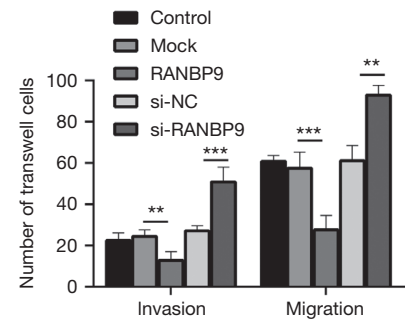 Control
Mock
RANBP9
si-NC
si-RANBP9
Number of transwell cells
100
80
60
40
20
0
**
***
***
**
Invasion
Migration